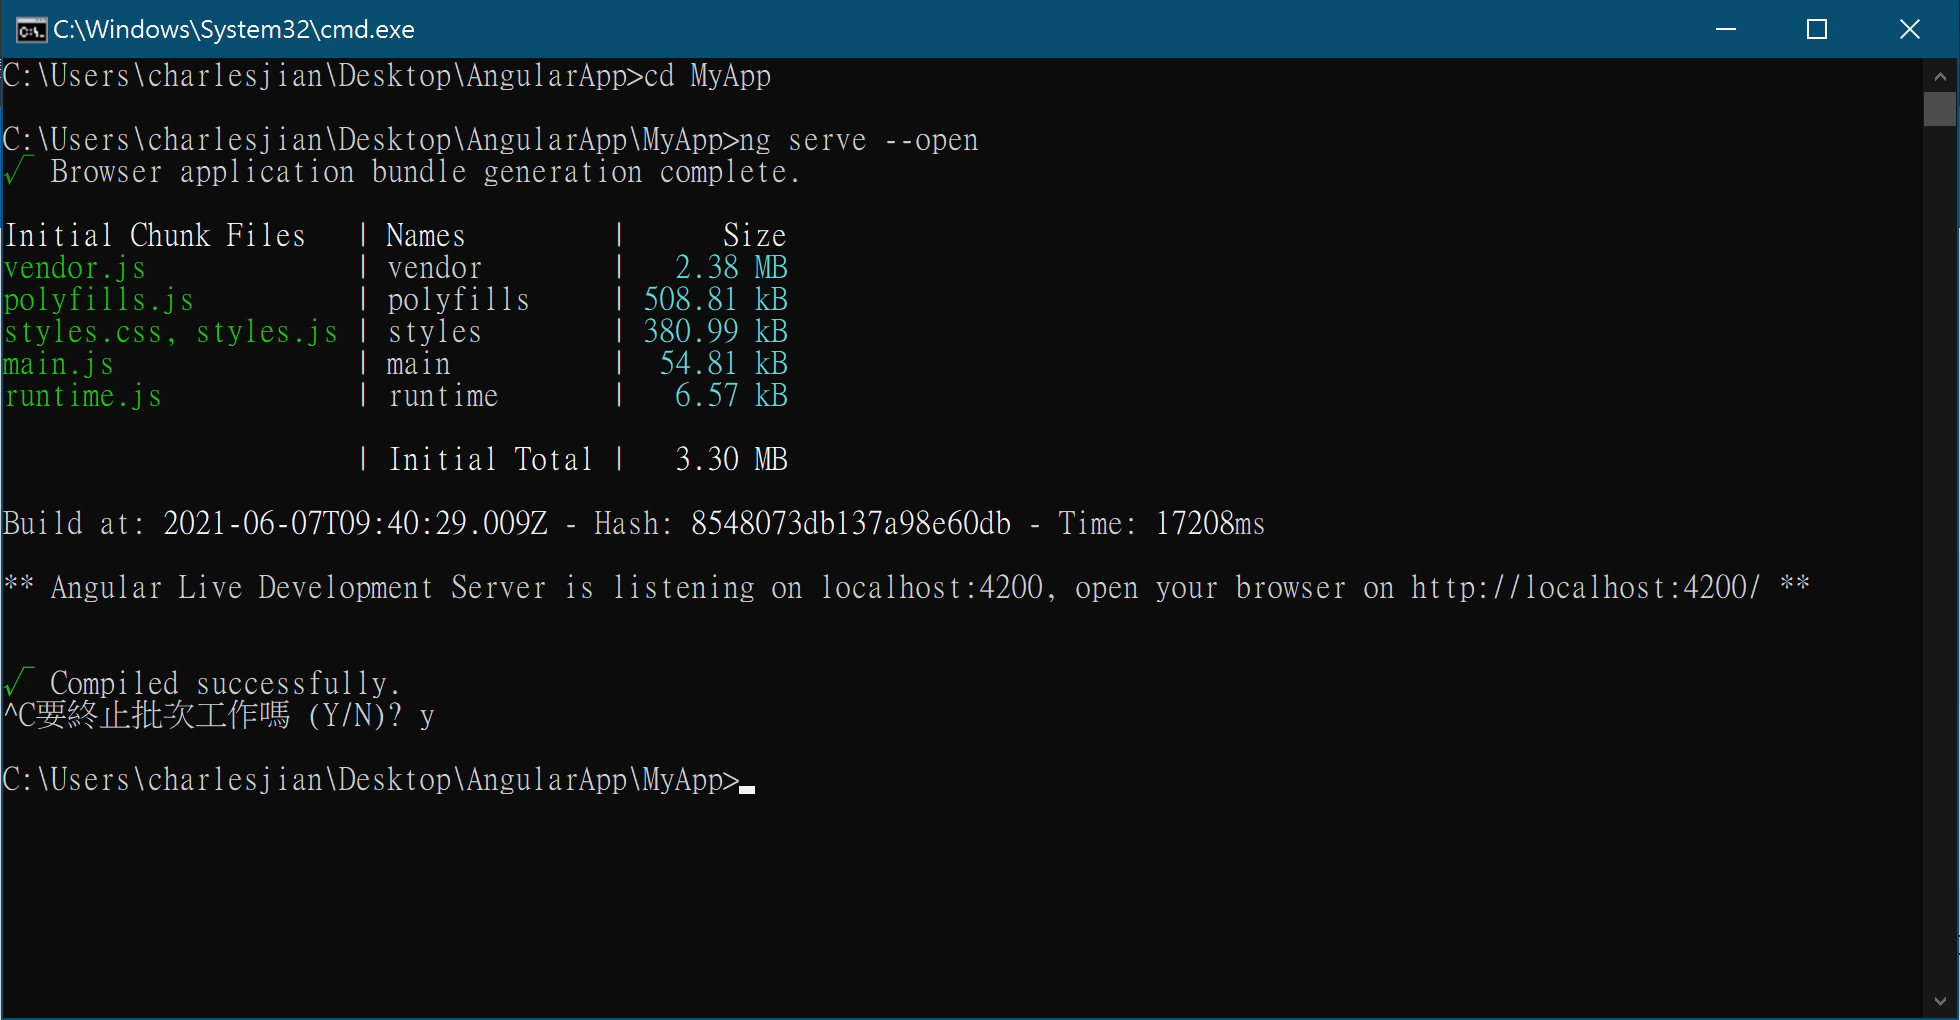 C:\Windows\System32\cmd.exe
C:\Users\charlesjian\Desktop\AngularApp>cd MyApp
C:\Users\charlesjian\Desktop\AngularApp\MyApp>ng serve --open
√ Browser application bundle generation complete.
Initial Chunk Files | Names | Size
vendor.js | vendor | 2.38 MB
polyfills.js | polyfills | 508.81 kB
styles.css, styles.js | styles | 380.99 kB
main.js | main | 54.81 kB
runtime.js | runtime | 6.57 kB
| Initial Total | 3.30 MB
Build at: 2021-06-07T09:40:29.009Z - Hash: 8548073db137a98e60db - Time: 17208ms
** Angular Live Development Server is listening on localhost:4200, open your browser on http://localhost:4200/ **
√ Compiled successfully.
^C要終止批次工作嗎 (Y/N)? y
C:\Users\charlesjian\Desktop\AngularApp\MyApp>